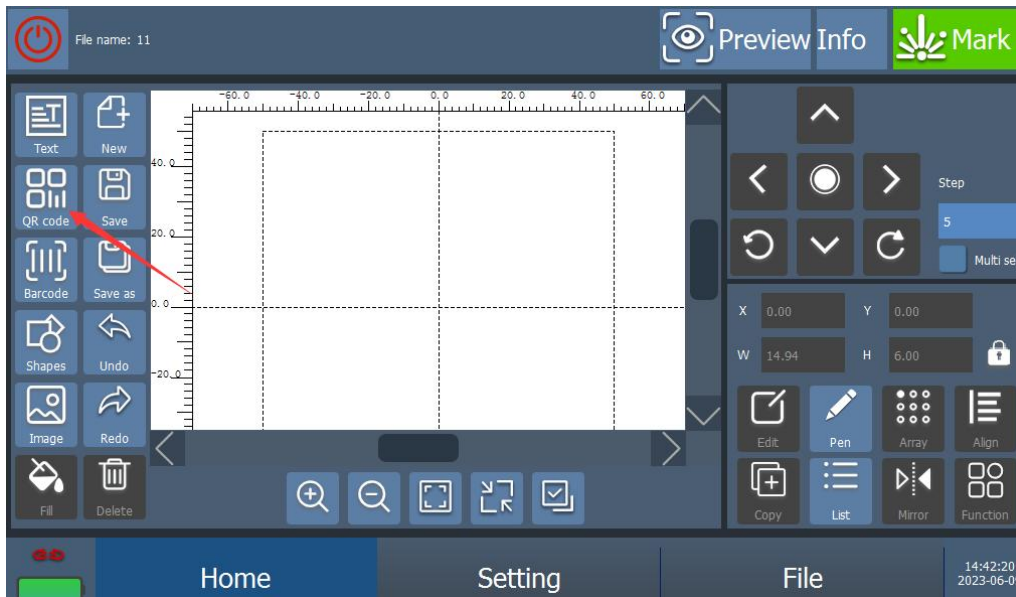 File name: 11
Preview
Info
Mark
Text
New
QR code
Save
Barcode
Save as
Shapes
Undo
Image
Redo
Fill
Delete
-60.0 -40.0 -20.0 0.0 20.0 40.0 60.0
40.0
20.0
0.0
-20.0
Step
5
Multi se
X 0.00 Y 0.00
W 14.94 H 6.00
Edit Pen Array Align
Copy List Mirror Function
Home Setting File
14:42:20
2023-06-09